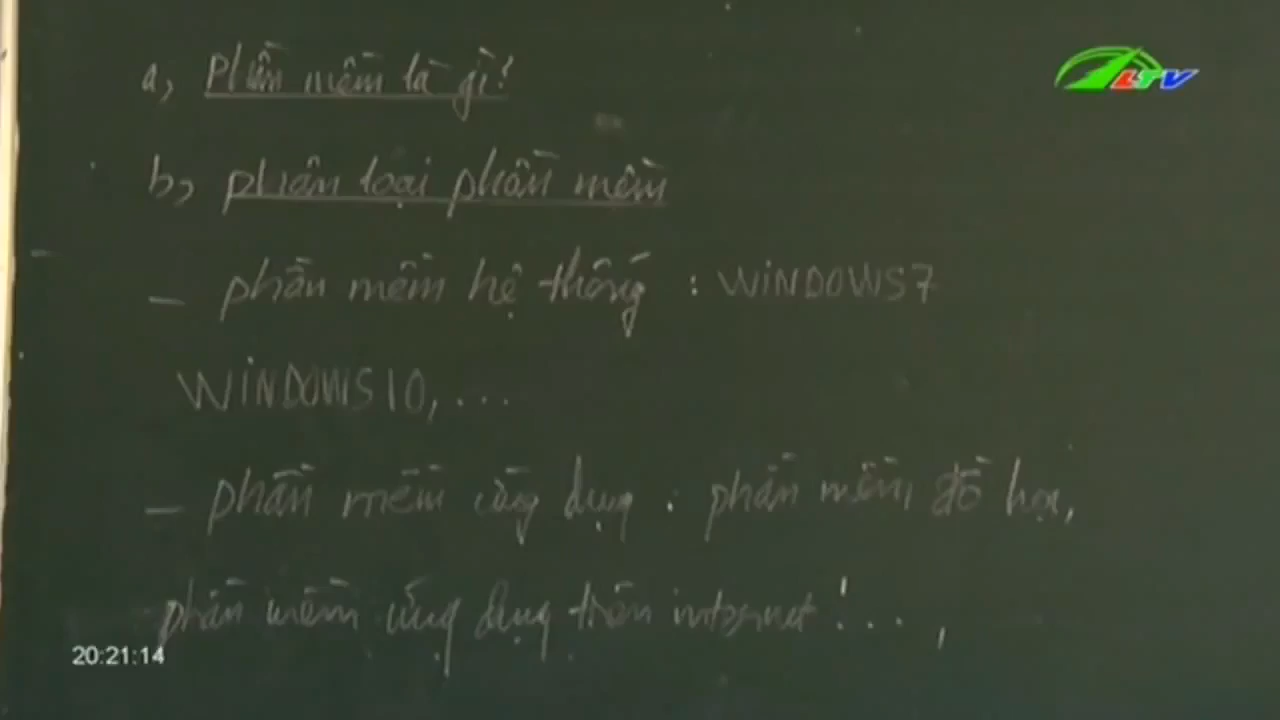 a, Phần mềm là gì?
LTV
b, phân loại phần mềm
- phần mềm hệ thống : WiNDOWS7
WiNDOWS10,...
- phần mềm ứng dụng : phần mềm đồ họa,
phần mềm ứng dụng trên internet !... ,
20:21:14